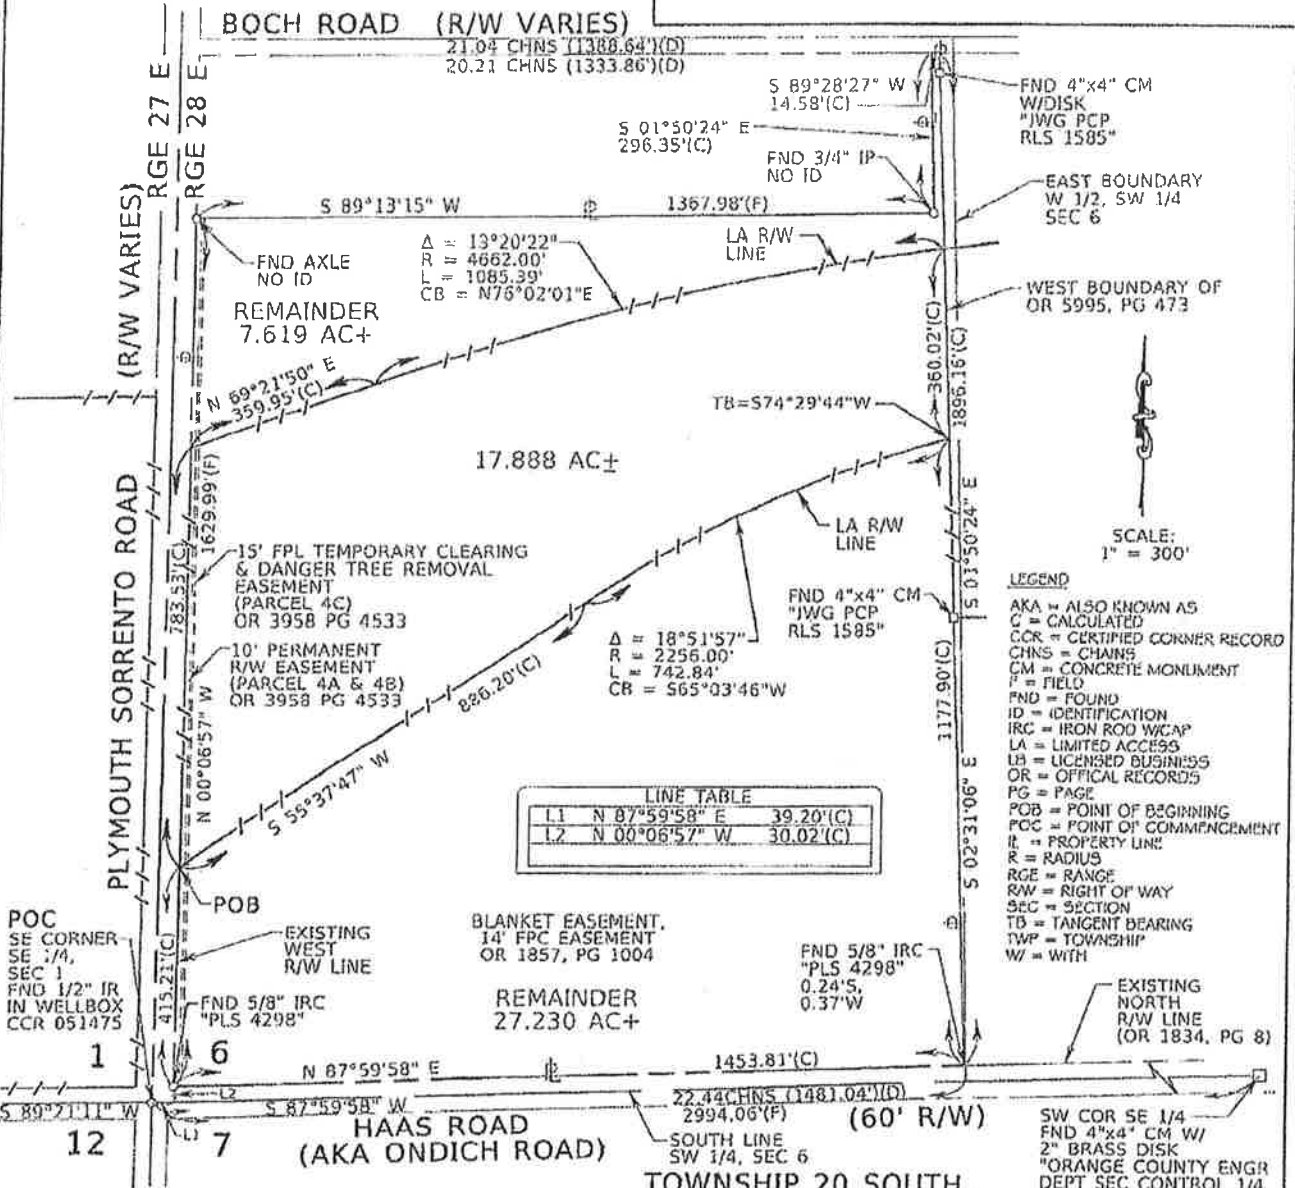 BOCH ROAD (R/W VARIES)
21.04 CHNS (1388.64')(D)
20.21 CHNS (1333.86')(D)
RGE 27 E
RGE 28 E
(R/W VARIES)
PLYMOUTH SORRENTO ROAD
S 89°28'27" W
14.58'(C)
S 01°50'24" E
296.35'(C)
FND 3/4" IP
NO ID
FND 4"x4" CM
W/DISK
"JWG PCP
RLS 1585"
EAST BOUNDARY
W 1/2, SW 1/4
SEC 6
S 89°13'15" W
1367.98'(F)
FND AXLE
NO ID
Δ = 13°20'22"
R = 4662.00'
L = 1085.39'
CB = N76°02'01"E
LA R/W
LINE
WEST BOUNDARY OF
OR 5995, PG 473
REMAINDER
7.619 AC+
N 69°21'50" E
359.95'(C)
360.02'(C)
1896.16'(C)
TB=S74°29'44"W
17.888 AC±
1629.99'(F)
783.53'(C)
N 00°06'57" W
15' FPL TEMPORARY CLEARING
& DANGER TREE REMOVAL
EASEMENT
(PARCEL 4C)
OR 3958 PG 4533
10' PERMANENT
R/W EASEMENT
(PARCEL 4A & 4B)
OR 3958 PG 4533
LA R/W
LINE
S 01°50'24" E
FND 4"x4" CM
"JWG PCP
RLS 1585"
Δ = 18°51'57"
R = 2256.00'
L = 742.84'
CB = S65°03'46"W
886.20'(C)
S 55°37'47" W
1177.90'(C)
S 02°31'06" E
SCALE:
1" = 300'
LEGEND
AKA = ALSO KNOWN AS
C = CALCULATED
CCR = CERTIFIED CORNER RECORD
CHNS = CHAINS
CM = CONCRETE MONUMENT
F = FIELD
FND = FOUND
ID = IDENTIFICATION
IRC = IRON ROD W/CAP
LA = LIMITED ACCESS
LB = LICENSED BUSINESS
OR = OFFICAL RECORDS
PG = PAGE
POB = POINT OF BEGINNING
POC = POINT OF COMMENCEMENT
PL = PROPERTY LINE
R = RADIUS
RGE = RANGE
R/W = RIGHT OF WAY
SEC = SECTION
TB = TANGENT BEARING
TWP = TOWNSHIP
W/ = WITH
LINE TABLE
L1 N 87°59'58" E 39.20'(C)
L2 N 00°06'57" W 30.02'(C)
POB
POC
SE CORNER
SE 1/4,
SEC 1
FND 1/2" IR
IN WELLBOX
CCR 051475
415.21'(C)
EXISTING
WEST
R/W LINE
FND 5/8" IRC
"PLS 4298"
BLANKET EASEMENT,
14' FPC EASEMENT
OR 1857, PG 1004
REMAINDER
27.230 AC+
FND 5/8" IRC
"PLS 4298"
0.24'S,
0.37'W
EXISTING
NORTH
R/W LINE
(OR 1834, PG 8)
1 6
N 87°59'58" E
1453.81'(C)
L2
S 89°21'11" W
S 87°59'58" W
22.44CHNS (1481.04')(D)
2994.06'(F)
(60' R/W)
L1
12 7
HAAS ROAD
(AKA ONDICH ROAD)
SOUTH LINE
SW 1/4, SEC 6
SW COR SE 1/4
FND 4"x4" CM W/
2" BRASS DISK
"ORANGE COUNTY ENGR
DEPT SEC CONTROL 1/4
TOWNSHIP 20 SOUTH